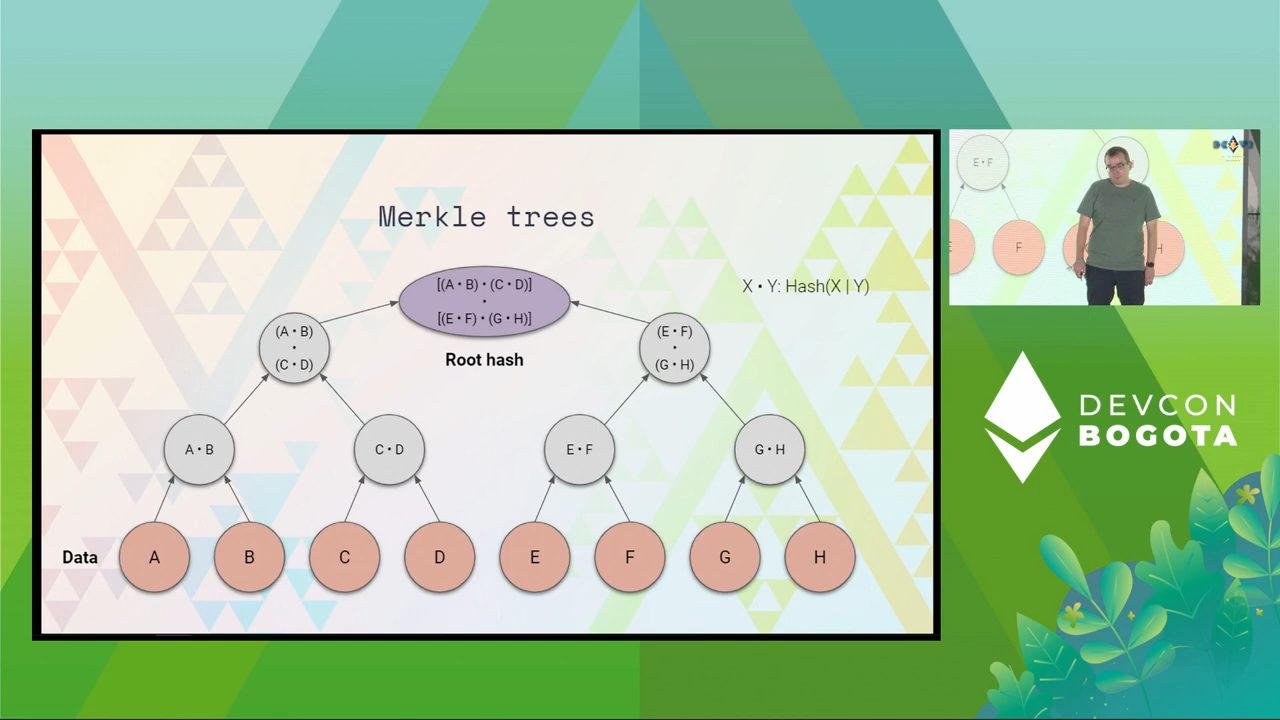 Merkle trees
[(A • B) • (C • D)]
•
[(E • F) • (G • H)]
Root hash
X • Y: Hash(X | Y)
(A • B)
•
(C • D)
(E • F)
•
(G • H)
A • B
C • D
E • F
G • H
Data
A
B
C
D
E
F
G
H
E • F
E
F
H
DEVCON
BOGOTA